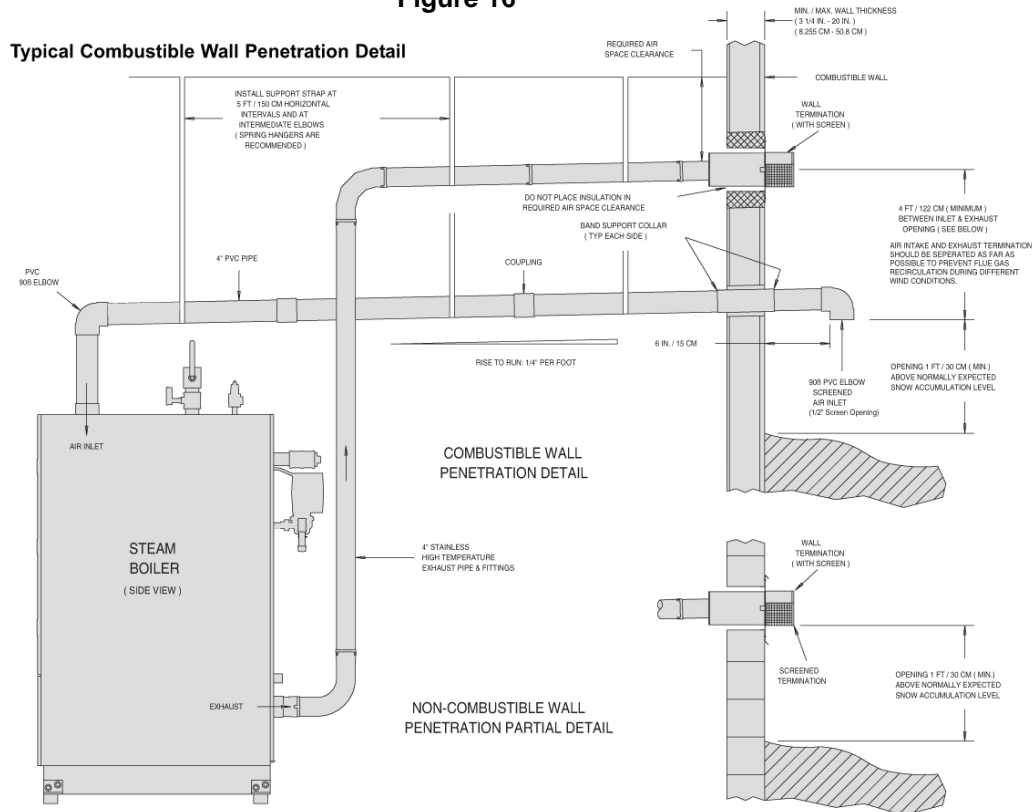 Figure 16
Typical Combustible Wall Penetration Detail
MIN. / MAX. WALL THICKNESS
( 3 1/4 IN. - 20 IN. )
( 8.255 CM - 50.8 CM )
REQUIRED AIR
SPACE CLEARANCE
COMBUSTIBLE WALL
INSTALL SUPPORT STRAP AT
5 FT / 150 CM HORIZONTAL
INTERVALS AND AT
INTERMEDIATE ELBOWS
( SPRING HANGERS ARE
RECOMMENDED )
WALL
TERMINATION
( WITH SCREEN )
DO NOT PLACE INSULATION IN
REQUIRED AIR SPACE CLEARANCE
BAND SUPPORT COLLAR
( TYP EACH SIDE )
4 FT / 122 CM ( MINIMUM )
BETWEEN INLET & EXHAUST
OPENING ( SEE BELOW )
AIR INTAKE AND EXHAUST TERMINATION
SHOULD BE SEPERATED AS FAR AS
POSSIBLE TO PREVENT FLUE GAS
RECIRCULATION DURING DIFFERENT
WIND CONDITIONS.
PVC
90ß ELBOW
4" PVC PIPE
COUPLING
6 IN. / 15 CM
RISE TO RUN: 1/4" PER FOOT
90ß PVC ELBOW
SCREENED
AIR INLET
(1/2" Screen Opening)
OPENING 1 FT / 30 CM ( MIN.)
ABOVE NORMALLY EXPECTED
SNOW ACCUMULATION LEVEL
AIR INLET
COMBUSTIBLE WALL
PENETRATION DETAIL
STEAM
BOILER
( SIDE VIEW )
4" STAINLESS
HIGH TEMPERATURE
EXHAUST PIPE & FITTINGS
WALL
TERMINATION
( WITH SCREEN )
SCREENED
TERMINATION
OPENING 1 FT / 30 CM ( MIN.)
ABOVE NORMALLY EXPECTED
SNOW ACCUMULATION LEVEL
EXHAUST
NON-COMBUSTIBLE WALL
PENETRATION PARTIAL DETAIL